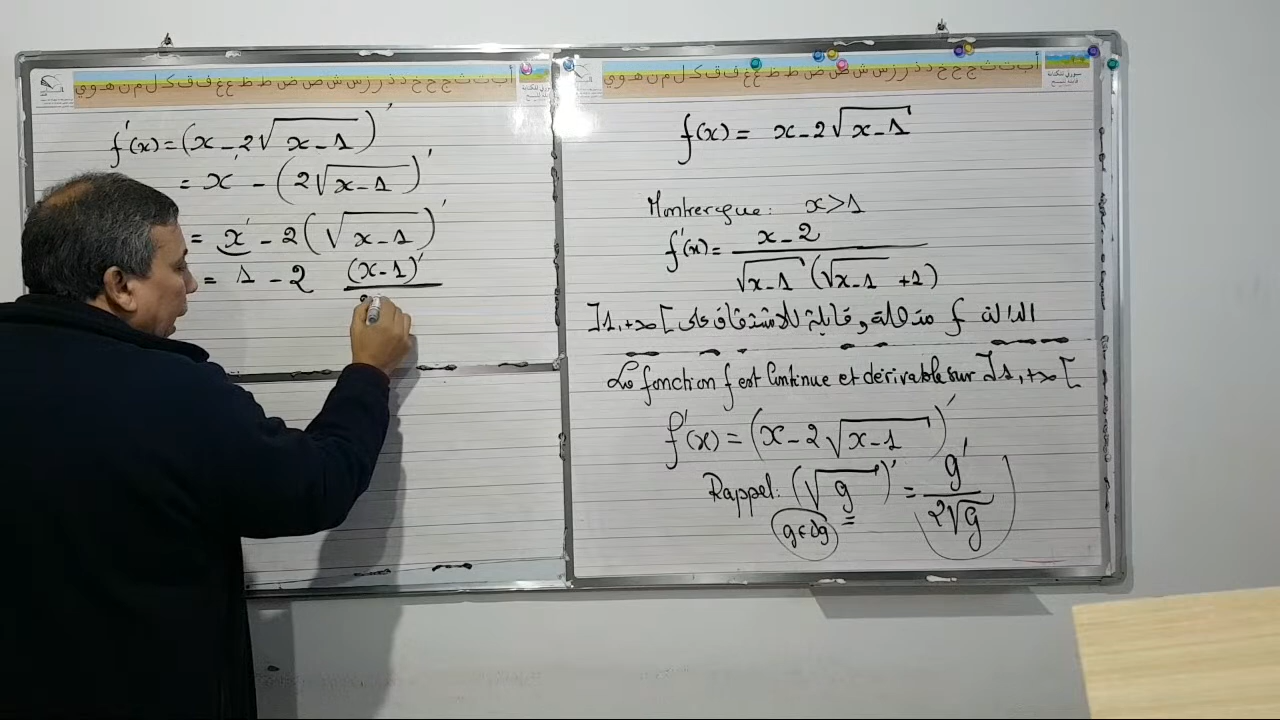 أ ب ت ث ج ح خ د ذ ر ز س ش ص ض ط ظ ع غ ف ق ك ل م ن ه و ي
f'(x) = (x - 2√(x - 1))'
= x' - (2√(x - 1))'
= x' - 2(√(x - 1))'
= 1 - 2 (x - 1)'
أ ب ت ث ج ح خ د ذ ر ز س ش ص ض ط ظ ع غ ف ق ك ل م ن ه و ي
f(x) = x - 2√(x - 1)
Montrer que: x > 1
f'(x) = (x - 2) / (√(x - 1) (√(x - 1) + 1))
الدالة f متصلة و قابلة للاشتقاق على ]1, +∞[
La fonction f est Continue et dérivable sur ]1, +∞[
f'(x) = (x - 2√(x - 1))'
Rappel: (√g)' = g' / 2√g